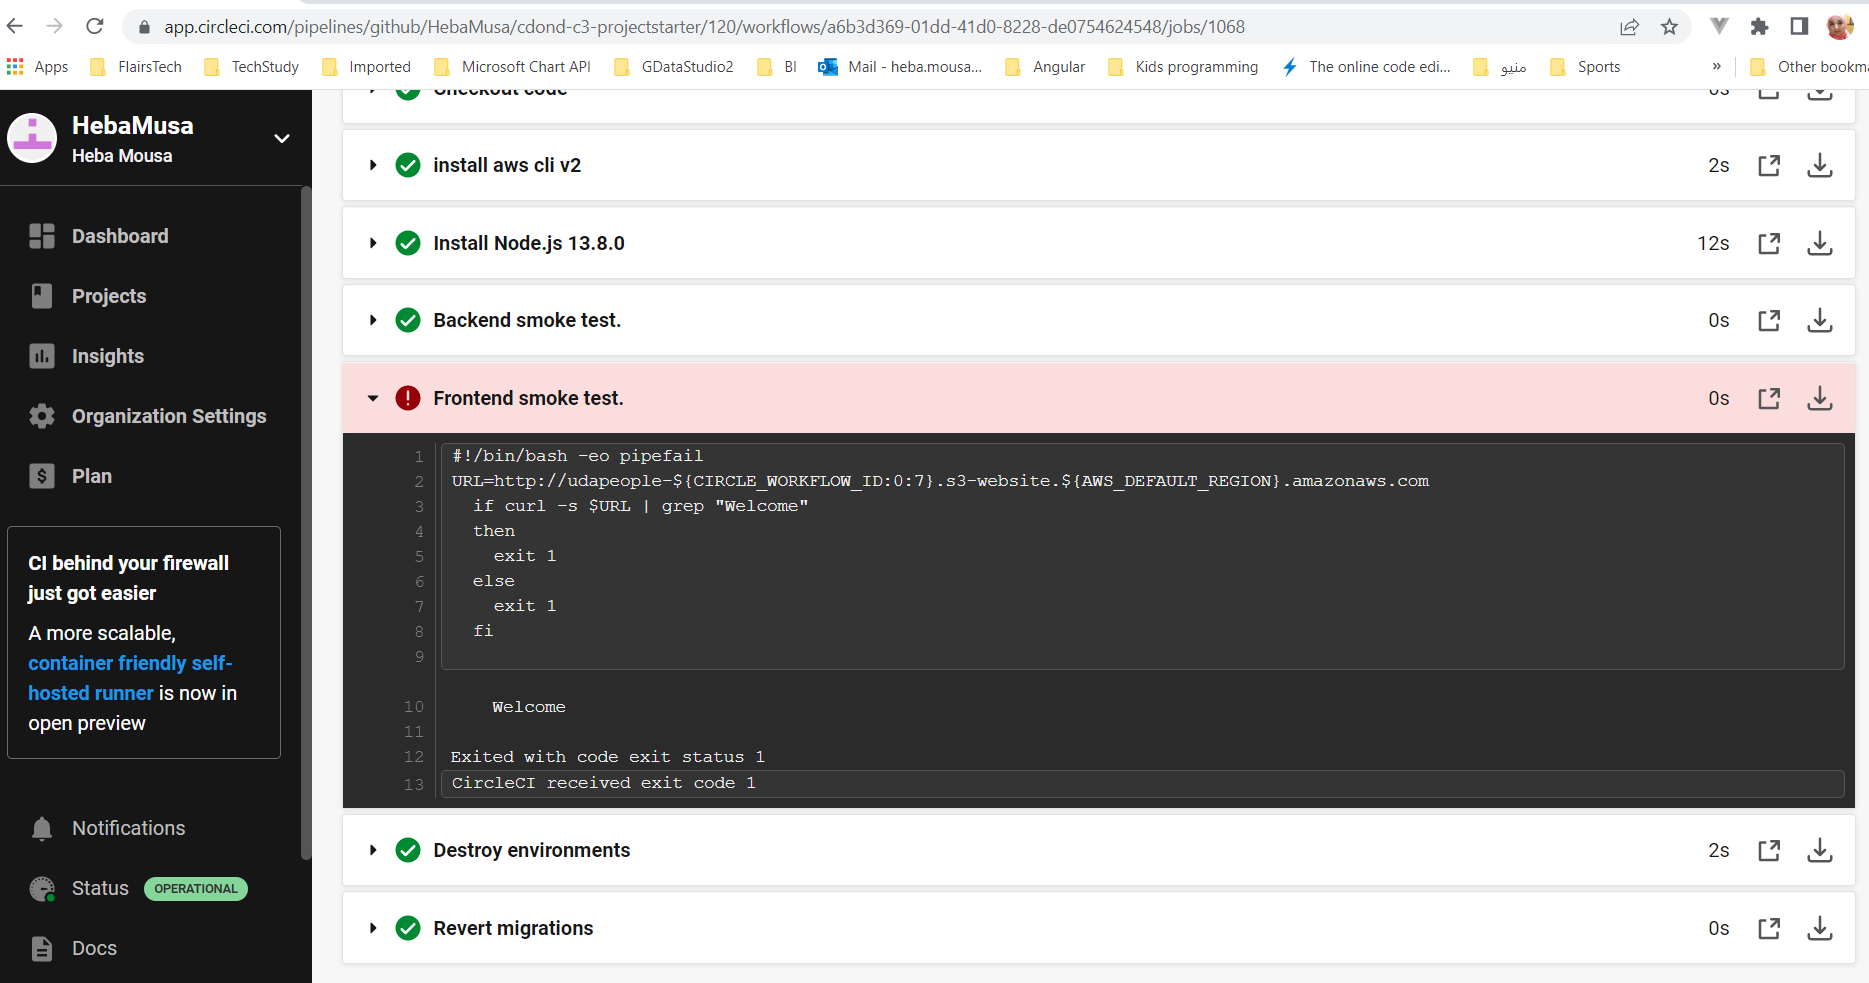 app.circleci.com/pipelines/github/HebaMusa/cdond-c3-projectstarter/120/workflows/a6b3d369-01dd-41d0-8228-de0754624548/jobs/1068
Apps FlairsTech TechStudy Imported Microsoft Chart API GDataStudio2 BI Mail - heba.mousa... Angular Kids programming The online code edi... منيو Sports » Other bookma
HebaMusa
Heba Mousa
Dashboard
Projects
Insights
Organization Settings
$ Plan
CI behind your firewall
just got easier
A more scalable,
container friendly self-
hosted runner is now in
open preview
Notifications
Status OPERATIONAL
Docs
Checkout code 0s
install aws cli v2 2s
Install Node.js 13.8.0 12s
Backend smoke test. 0s
Frontend smoke test. 0s
1 #!/bin/bash -eo pipefail
2 URL=http://udapeople-${CIRCLE_WORKFLOW_ID:0:7}.s3-website.${AWS_DEFAULT_REGION}.amazonaws.com
3 if curl -s $URL | grep "Welcome"
4 then
5 exit 1
6 else
7 exit 1
8 fi
9
10 Welcome
11
12 Exited with code exit status 1
13 CircleCI received exit code 1
Destroy environments 2s
Revert migrations 0s